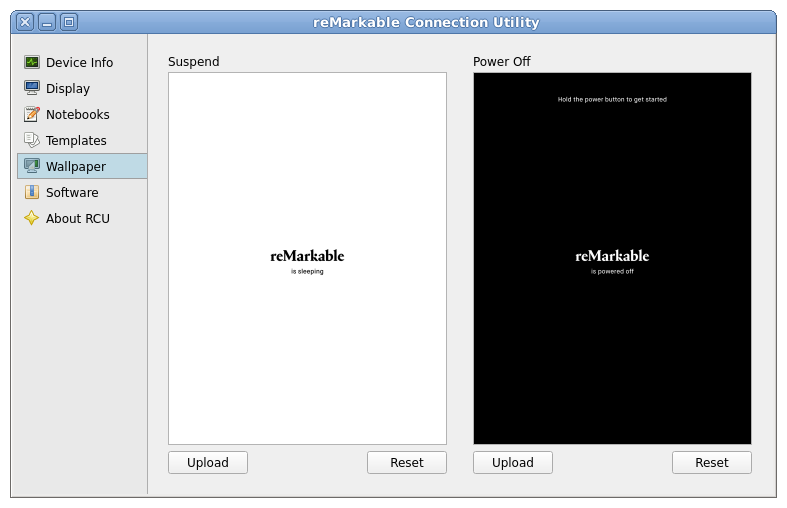 reMarkable Connection Utility
Device Info
Display
Notebooks
Templates
Wallpaper
Software
About RCU
Suspend
reMarkable
is sleeping
Upload
Reset
Power Off
Hold the power button to get started
reMarkable
is powered off
Upload
Reset